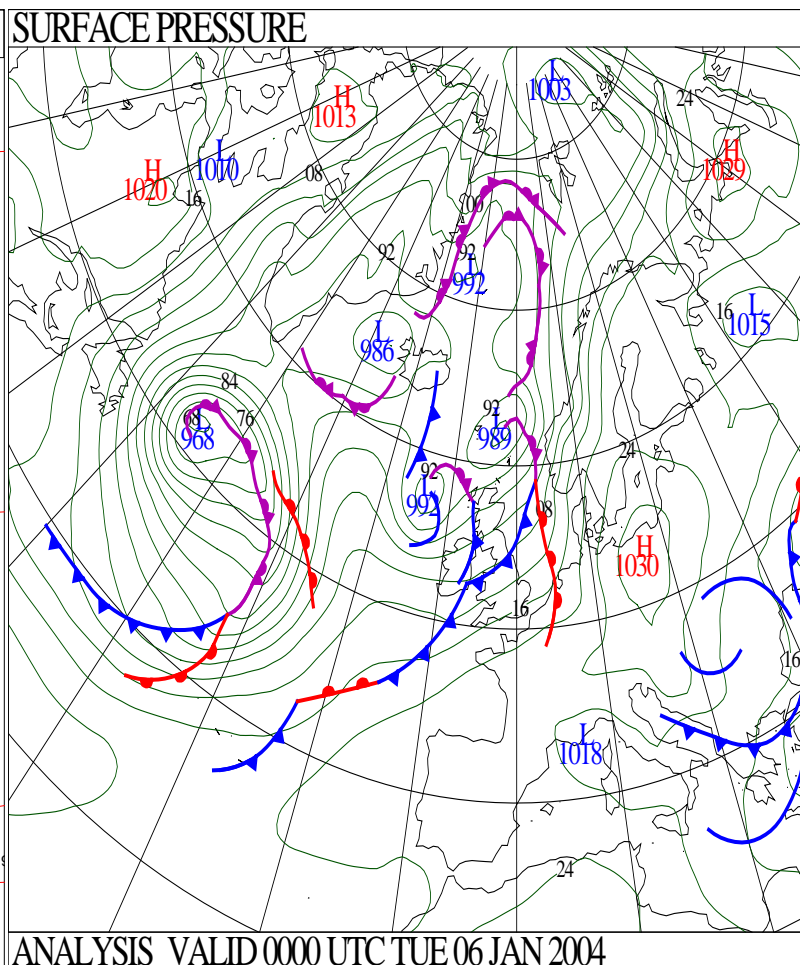 SURFACE PRESSURE
L
1003
24
H
1013
L
1010
H
1029
H
1020
08
16
00
92
92
L
992
L
1015
16
L
986
84
68
76
L
968
92
L
989
92
L
992
24
08
H
1030
16
16
L
1018
24
ANALYSIS VALID 0000 UTC TUE 06 JAN 2004